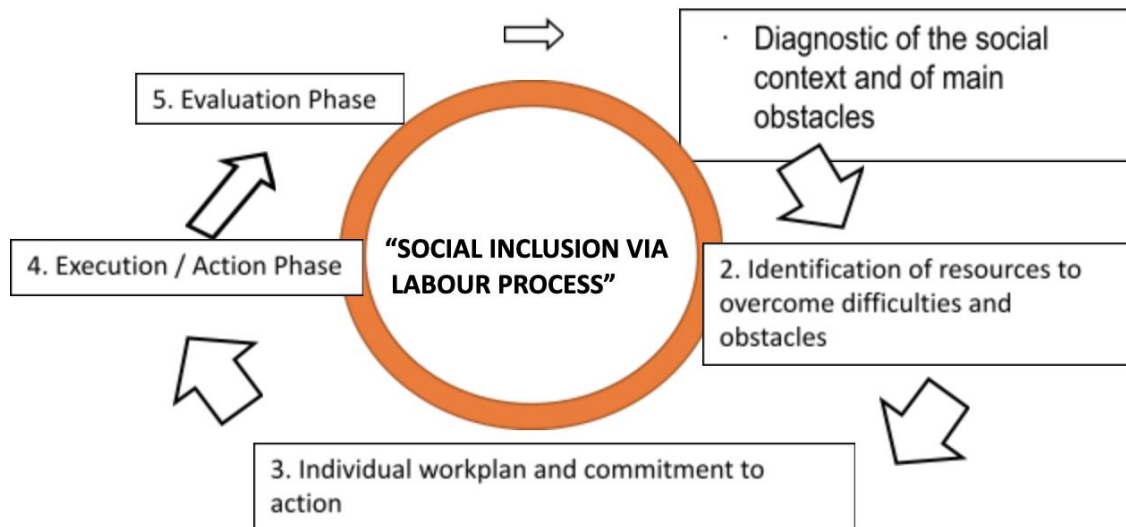 · Diagnostic of the social
context and of main
obstacles
2. Identification of resources to
overcome difficulties and
obstacles
3. Individual workplan and commitment to
action
4. Execution / Action Phase
5. Evaluation Phase
“SOCIAL INCLUSION VIA
LABOUR PROCESS”